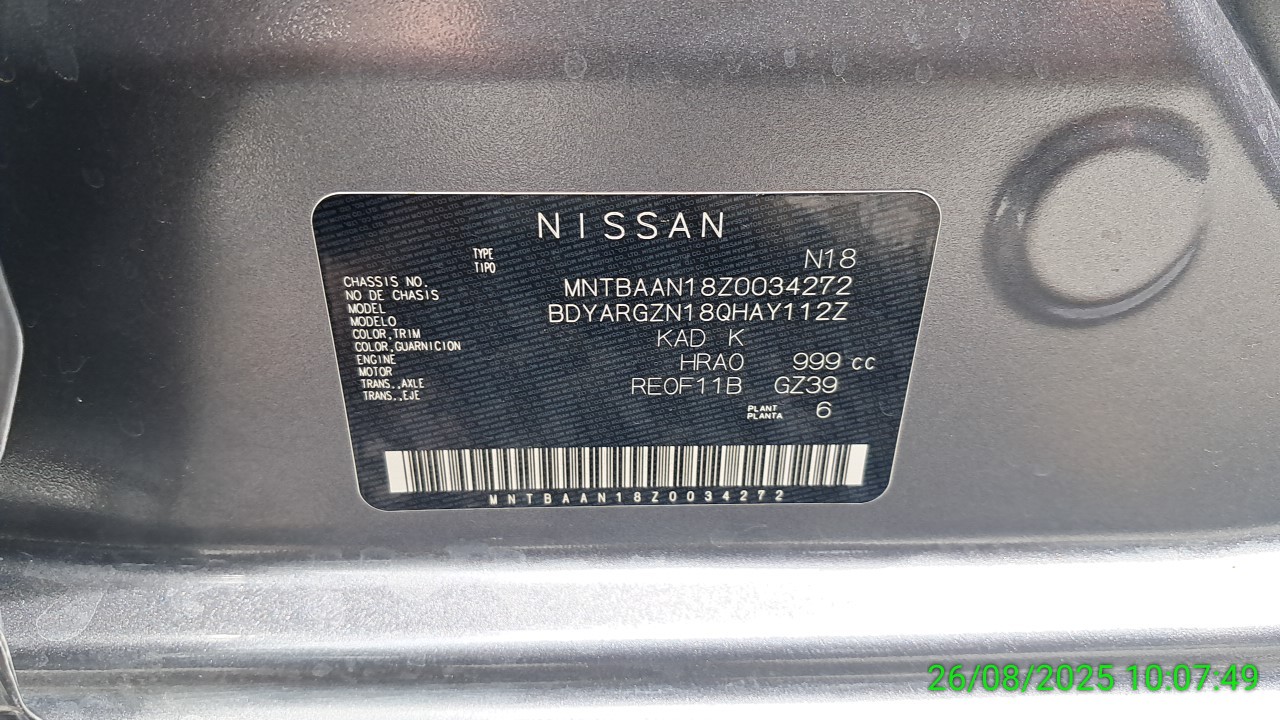 NISSAN
TYPE
TIPO
N18
CHASSIS NO.
NO DE CHASIS
MNTBAAN18Z0034272
MODEL
MODELO
BDYARGZN18QHAY112Z
COLOR,TRIM
COLOR,GUARNICION
KAD K
ENGINE
MOTOR
HRA0 999 cc
TRANS.,AXLE
TRANS.,EJE
RE0F11B GZ39
PLANT
PLANTA
6
MNTBAAN18Z0034272
26/08/2025 10:07:49